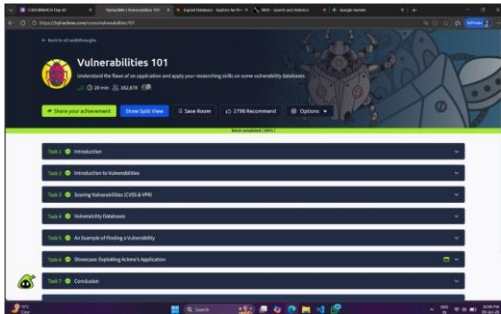 Back to all walkthroughs
Vulnerabilities 101
Understand the flaws of an application and apply your researching skills on some vulnerability databases.
20 min
Share your achievement
Show Split View
Save Room
2798 Recommend
Options
Room completed (100%)
Task 1 Introduction
Task 2 Introduction to Vulnerabilities
Task 3 Scoring Vulnerabilities (CVSS & VPR)
Task 4 Vulnerability Databases
Task 5 An Example of Finding a Vulnerability
Task 6 Showcase: Exploiting Ackme's Application
Task 7 Conclusion
Search